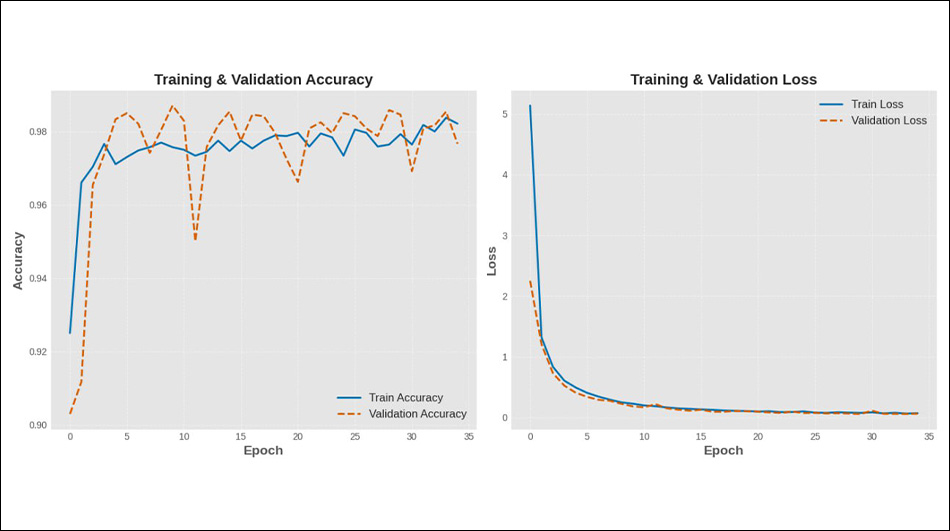 Training & Validation Accuracy
Accuracy
0.98
0.96
0.94
0.92
0.90
0 5 10 15 20 25 30 35
Epoch
Train Accuracy
Validation Accuracy
Training & Validation Loss
Loss
5
4
3
2
1
0
0 5 10 15 20 25 30 35
Epoch
Train Loss
Validation Loss